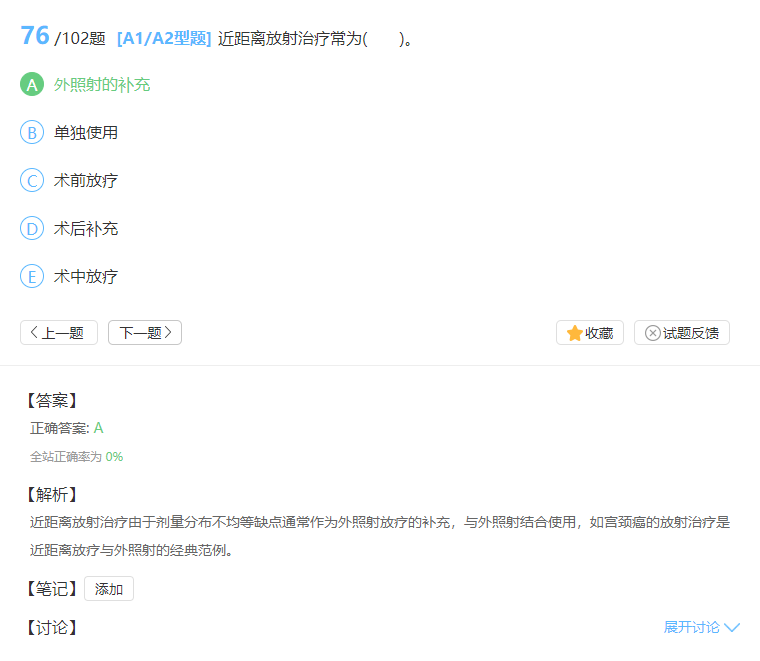 76 /102题 [A1/A2型题] 近距离放射治疗常为(　　)。
A 外照射的补充
B 单独使用
C 术前放疗
D 术后补充
E 术中放疗
上一题 下一题 收藏 试题反馈
【答案】
正确答案: A
全站正确率为 0%
【解析】
近距离放射治疗由于剂量分布不均等缺点通常作为外照射放疗的补充，与外照射结合使用，如宫颈癌的放射治疗是
近距离放疗与外照射的经典范例。
【笔记】 添加
【讨论】 展开讨论